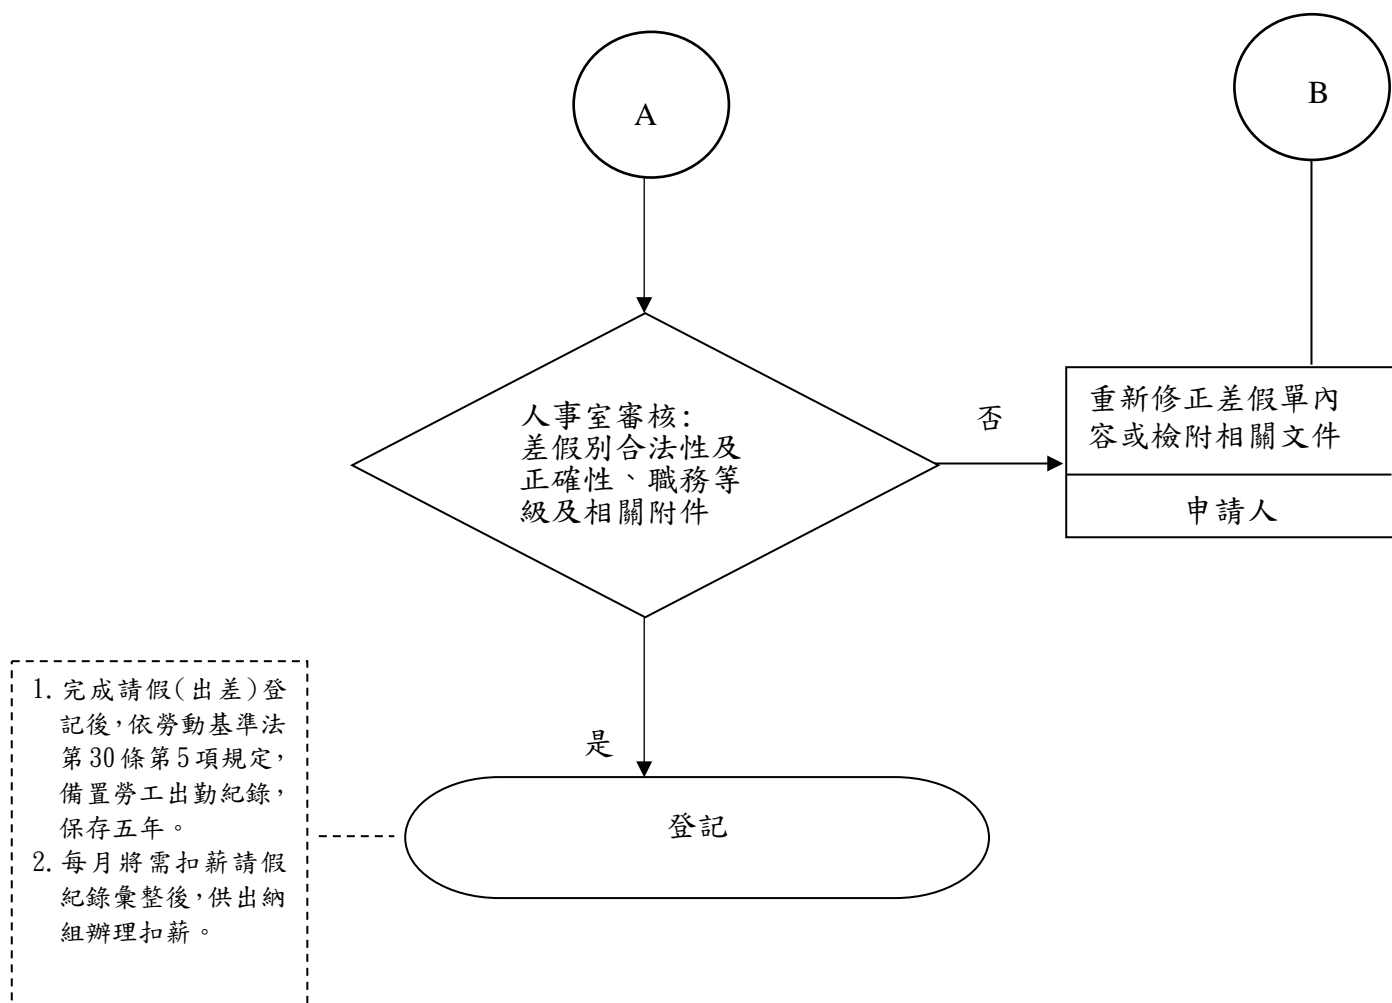 A
B
人事室審核:
差假別合法性及
正確性、職務等
級及相關附件
否
重新修正差假單內
容或檢附相關文件
申請人
是
1. 完成請假(出差)登
記後,依勞動基準法
第30條第5項規定,
備置勞工出勤紀錄,
保存五年。
2. 每月將需扣薪請假
紀錄彙整後,供出納
組辦理扣薪。
登記